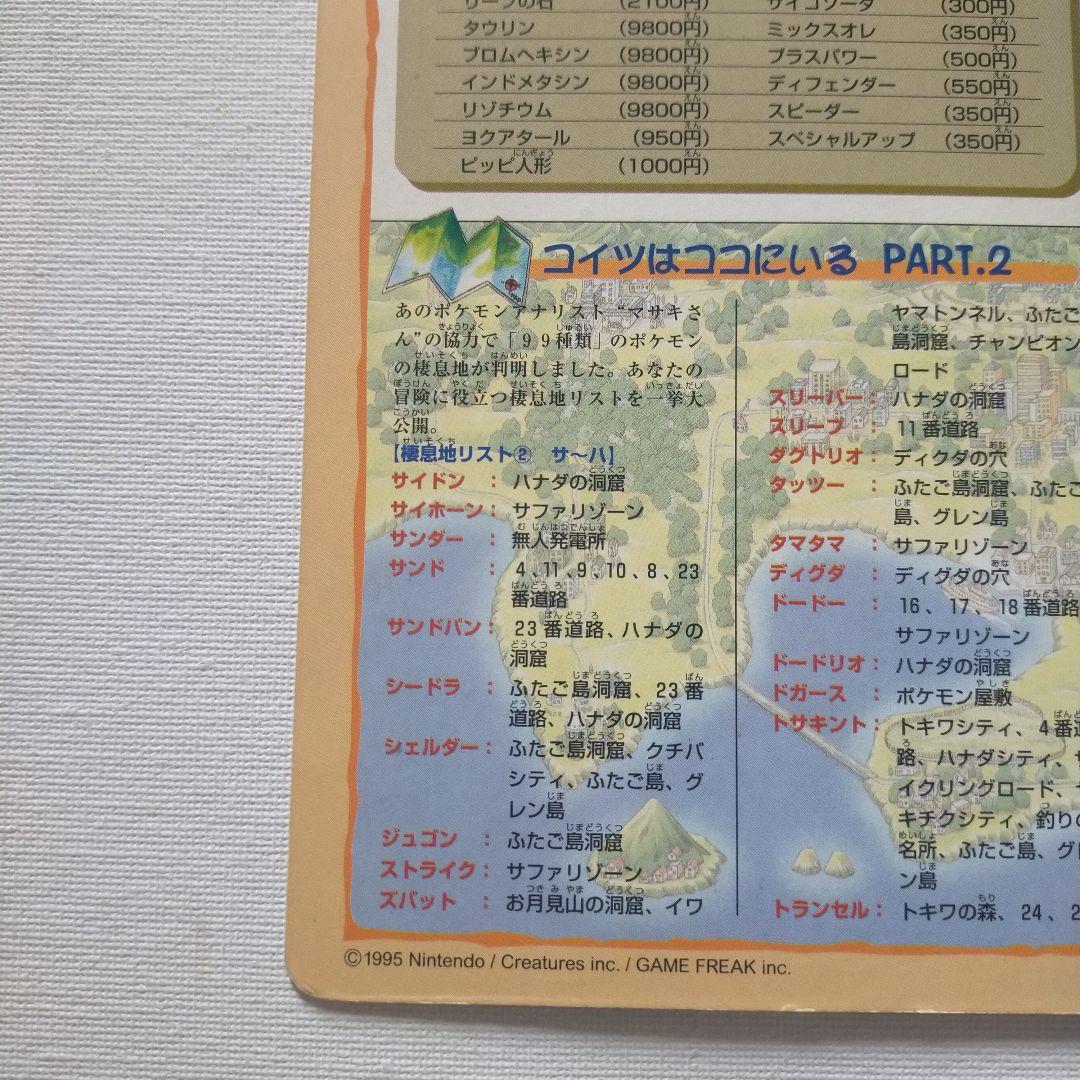 リーフの石 (2100円) サイコソーダ (300円)
タウリン (9800円) ミックスオレ (350円)
ブロムヘキシン (9800円) プラスパワー (500円)
インドメタシン (9800円) ディフェンダー (550円)
リゾチウム (9800円) スピーダー (350円)
ヨクアタール (950円) スペシャルアップ (350円)
ピッピ人形 (1000円)
コイツはココにいる PART.2
あのポケモンアナリスト“マサキさ
ん”の協力で「99種類」のポケモン
の棲息地が判明しました。あなたの
冒険に役立つ棲息地リストを一挙大
公開。
【棲息地リスト② サ〜ハ】
サイドン : ハナダの洞窟
サイホーン : サファリゾーン
サンダー : 無人発電所
サンド : 4、11、9、10、8、23
番道路
サンドパン : 23番道路、ハナダの
洞窟
シードラ : ふたご島洞窟、23番
道路、ハナダの洞窟
シェルダー : ふたご島洞窟、クチバ
シティ、ふたご島、グ
レン島
ジュゴン : ふたご島洞窟
ストライク : サファリゾーン
ズバット : お月見山の洞窟、イワ
ヤマトンネル、ふたご
島洞窟、チャンピオン
ロード
スリーパー : ハナダの洞窟
スリープ : 11番道路
ダグトリオ : ディグダの穴
タッツー : ふたご島洞窟、ふたご
島、グレン島
タマタマ : サファリゾーン
ディグダ : ディグダの穴
ドードー : 16、17、18番道路
サファリゾーン
ドードリオ : ハナダの洞窟
ドガース : ポケモン屋敷
トサキント : トキワシティ、4番道
路、ハナダシティ、
イクリングロード、
キチクシティ、釣りの
名所、ふたご島、グレ
ン島
トランセル : トキワの森、24、2
©1995 Nintendo / Creatures inc. / GAME FREAK inc.